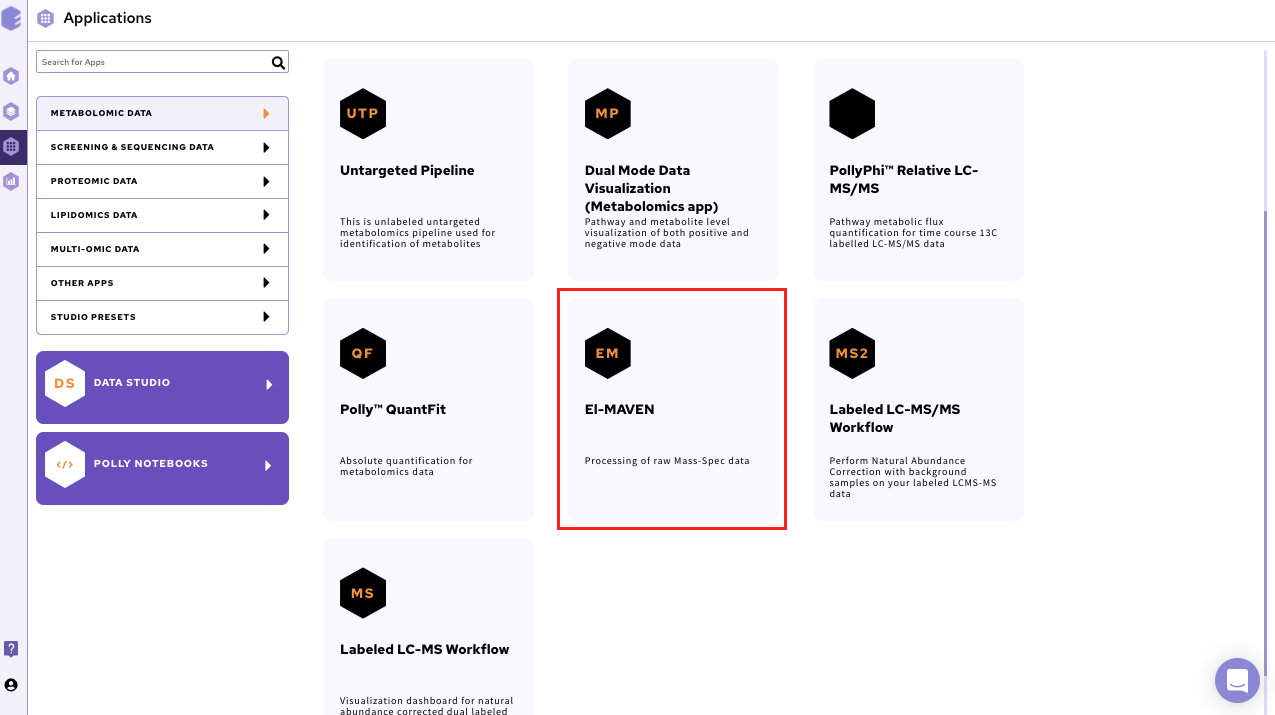 Applications
Search for Apps
METABOLOMIC DATA
SCREENING & SEQUENCING DATA
PROTEOMIC DATA
LIPIDOMICS DATA
MULTI-OMIC DATA
OTHER APPS
STUDIO PRESETS
DS
DATA STUDIO
</>
POLLY NOTEBOOKS
UTP
Untargeted Pipeline
This is unlabeled untargeted
metabolomics pipeline used for
identification of metabolites
MP
Dual Mode Data
Visualization
(Metabolomics app)
Pathway and metabolite level
visualization of both positive and
negative mode data
PollyPhi™ Relative LC-
MS/MS
Pathway metabolic flux
quantification for time course 13C
labelled LC-MS/MS data
QF
Polly™ QuantFit
Absolute quantification for
metabolomics data
EM
El-MAVEN
Processing of raw Mass-Spec data
MS2
Labeled LC-MS/MS
Workflow
Perform Natural Abundance
Correction with background
samples on your labeled LCMS-MS
data
MS
Labeled LC-MS Workflow
Visualization dashboard for natural
abundance corrected dual labeled
?